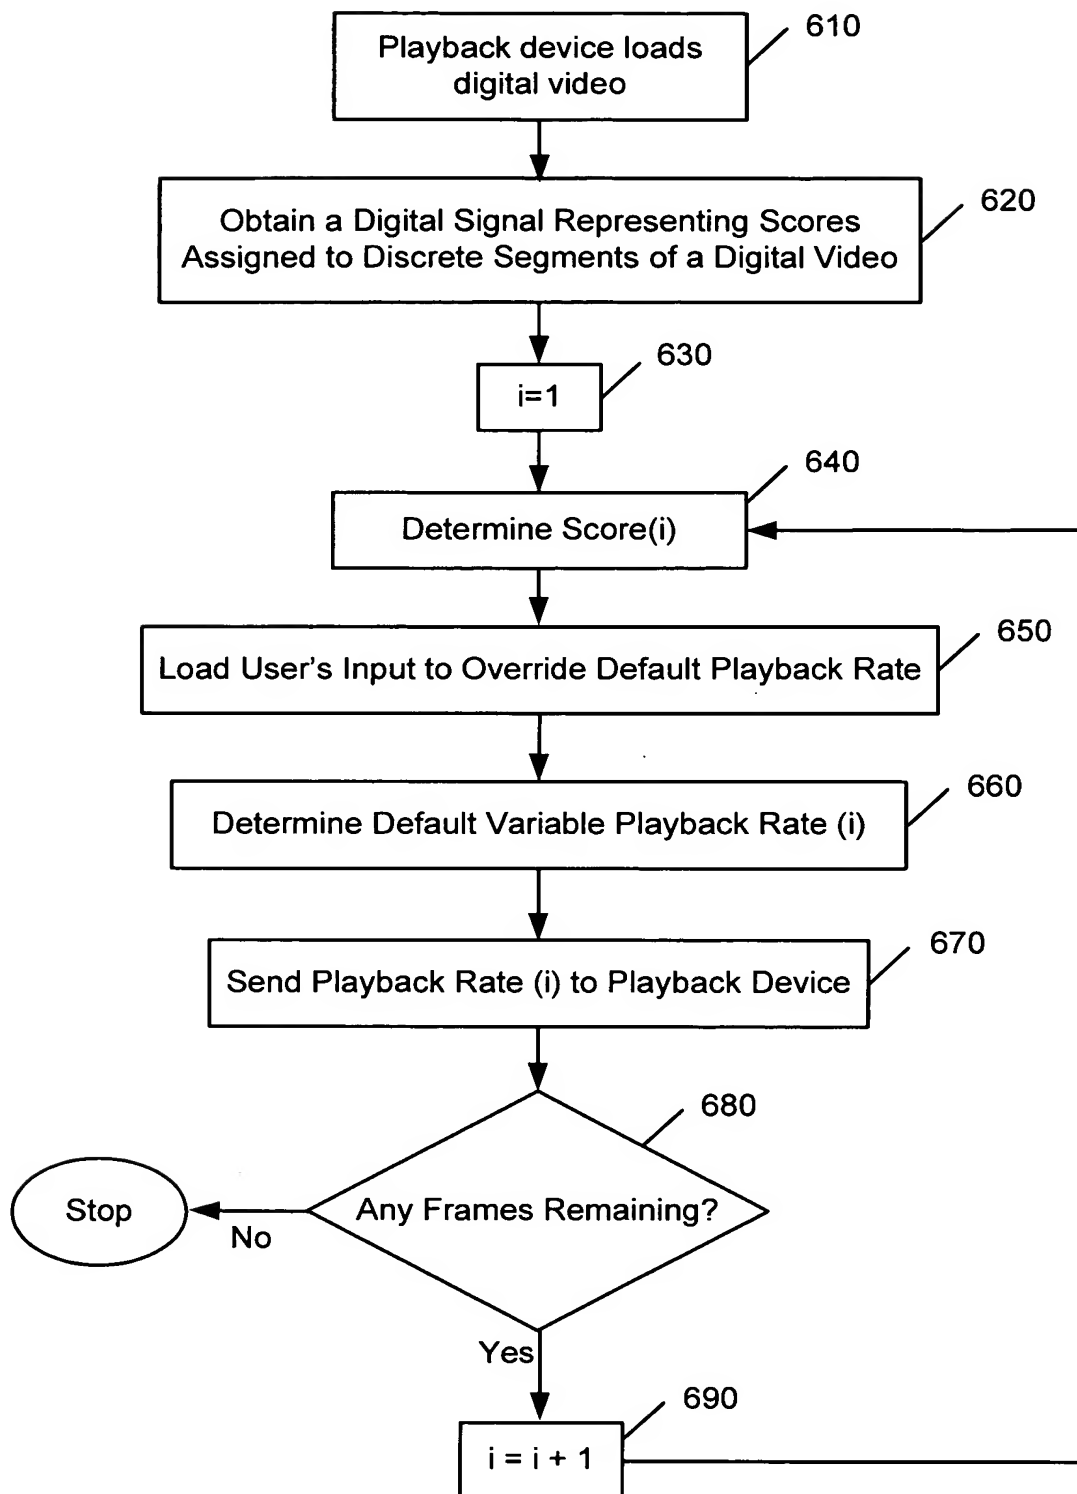 610
Playback device loads
digital video
620
Obtain a Digital Signal Representing Scores
Assigned to Discrete Segments of a Digital Video
630
i=1
640
Determine Score(i)
650
Load User's Input to Override Default Playback Rate
660
Determine Default Variable Playback Rate (i)
670
Send Playback Rate (i) to Playback Device
680
Any Frames Remaining?
Stop
No
Yes
690
i = i + 1